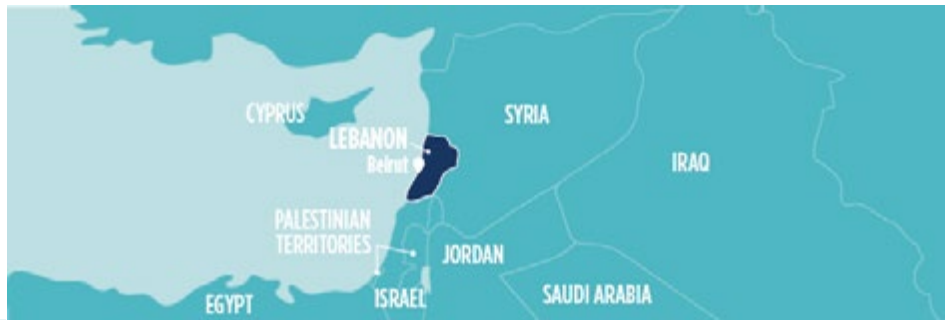 CYPRUS
SYRIA
LEBANON
Beirut
IRAQ
PALESTINIAN
TERRITORIES
JORDAN
EGYPT
ISRAEL
SAUDI ARABIA